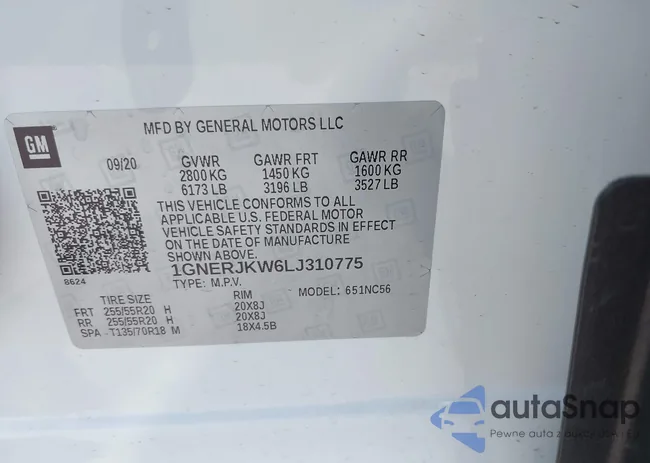 MFD BY GENERAL MOTORS LLC
GM
09/20 GVWR GAWR FRT GAWR RR
2800 KG 1450 KG 1600 KG
6173 LB 3196 LB 3527 LB
THIS VEHICLE CONFORMS TO ALL
APPLICABLE U.S. FEDERAL MOTOR
VEHICLE SAFETY STANDARDS IN EFFECT ON
THE DATE OF MANUFACTURE
SHOWN ABOVE.
1GNERJKW6LJ310775
8624
TYPE: M.P.V. MODEL: 651NC56
TIRE SIZE RIM
FRT 255/55R20 H 20X8J
RR 255/55R20 H 20X8J
SPA -T135/70R18 M 18X4.5B
autaSnap
Pewne auta z aukcji